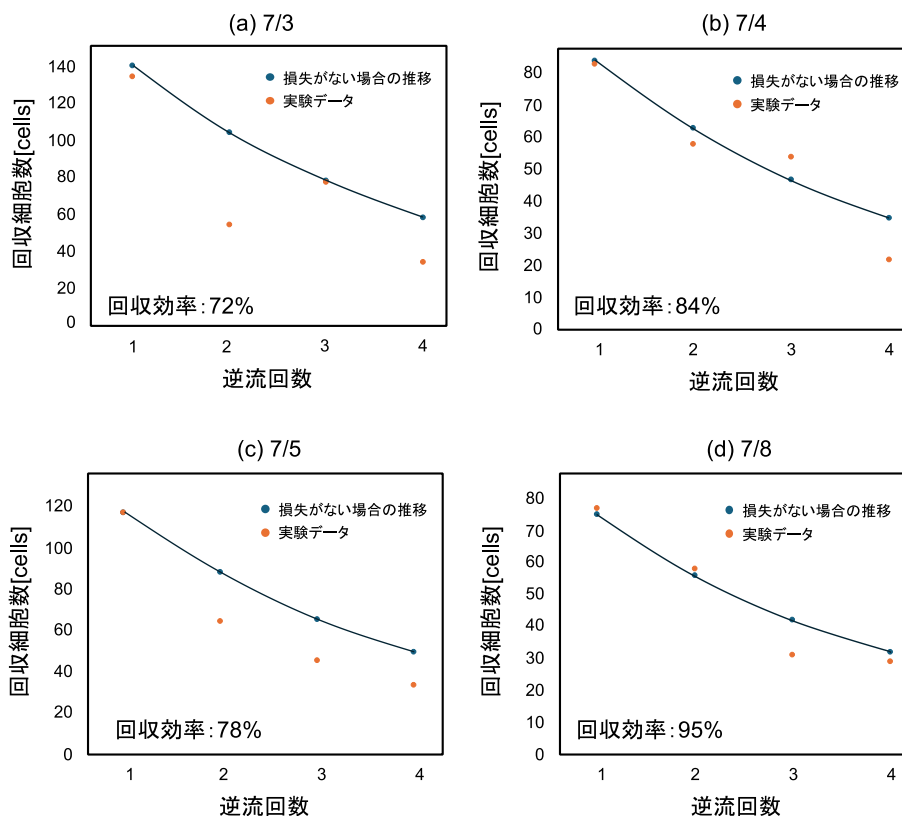 (a) 7/3
回収細胞数[cells]
140
120
100
80
60
40
20
0
損失がない場合の推移
実験データ
回収効率：72%
1 2 3 4
逆流回数
(b) 7/4
回収細胞数[cells]
80
70
60
50
40
30
20
10
0
損失がない場合の推移
実験データ
回収効率：84%
1 2 3 4
逆流回数
(c) 7/5
回収細胞数[cells]
120
100
80
60
40
20
0
損失がない場合の推移
実験データ
回収効率：78%
1 2 3 4
逆流回数
(d) 7/8
回収細胞数[cells]
80
70
60
50
40
30
20
10
0
損失がない場合の推移
実験データ
回収効率：95%
1 2 3 4
逆流回数